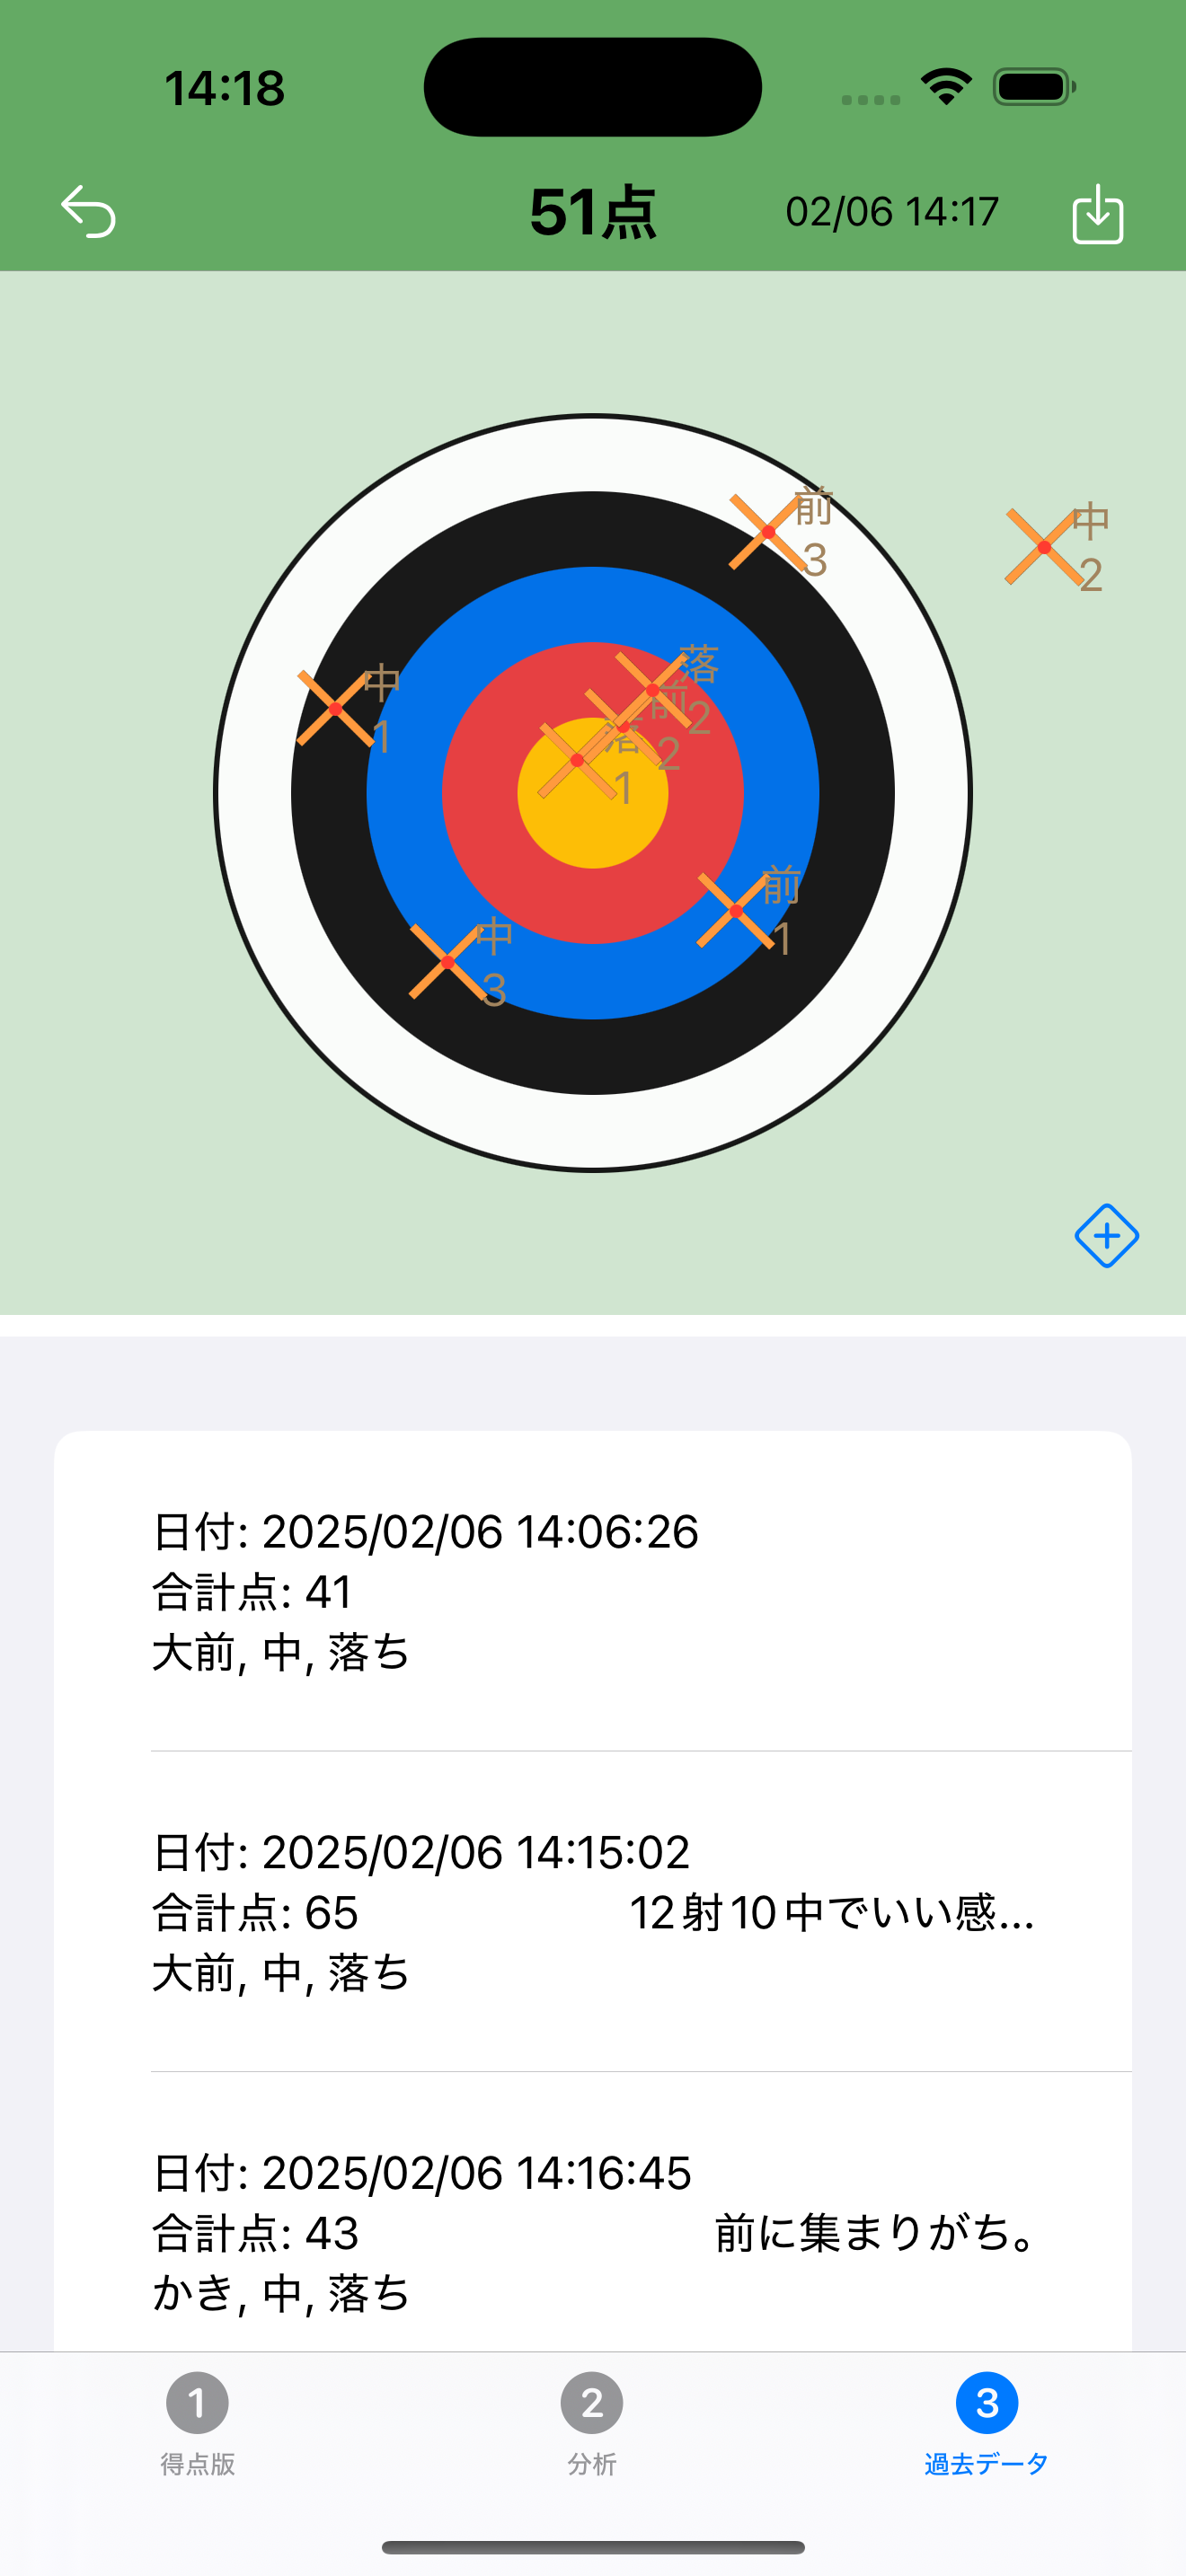 14:18
51点
02/06 14:17
前
3
中
2
落
2
前
2
中
1
落
1
前
1
中
3
日付: 2025/02/06 14:06:26
合計点: 41
大前, 中, 落ち
日付: 2025/02/06 14:15:02
合計点: 65
12射10中でいい感...
大前, 中, 落ち
日付: 2025/02/06 14:16:45
合計点: 43
前に集まりがち。
かき, 中, 落ち
1
2
3
得点版
分析
過去データ